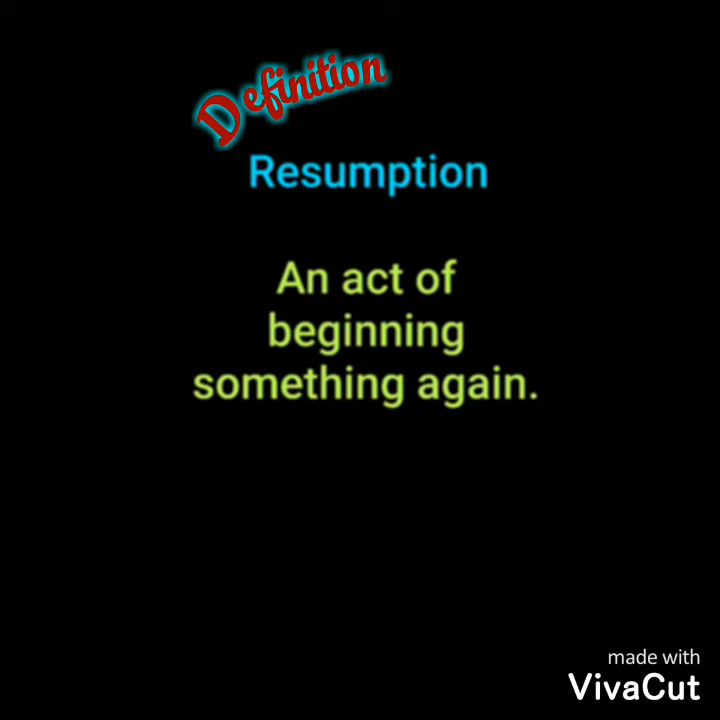 Definition
Resumption
An act of
beginning
something again.
made with
VivaCut